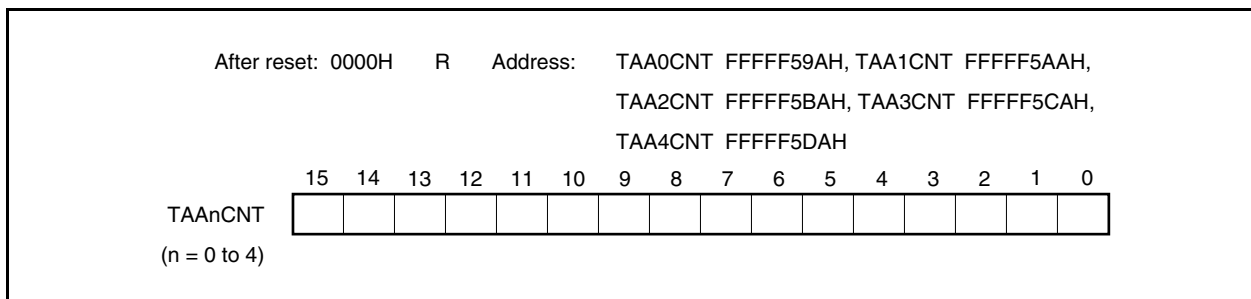 After reset: 0000H R Address: TAA0CNT FFFFF59AH, TAA1CNT FFFFF5AAH,
TAA2CNT FFFFF5BAH, TAA3CNT FFFFF5CAH,
TAA4CNT FFFFF5DAH
15 14 13 12 11 10 9 8 7 6 5 4 3 2 1 0
TAAnCNT
(n = 0 to 4)